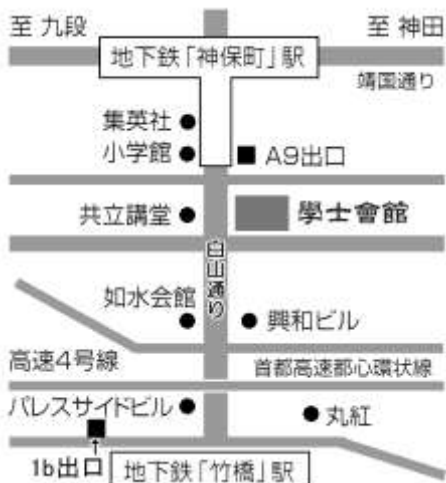 至 九段
至 神田
地下鉄「神保町」駅
靖国通り
集英社
小学館
A9出口
共立講堂
學士會館
白山通り
如水会館
興和ビル
高速4号線
首都高速都心環状線
パレスサイドビル
丸紅
1b出口
地下鉄「竹橋」駅